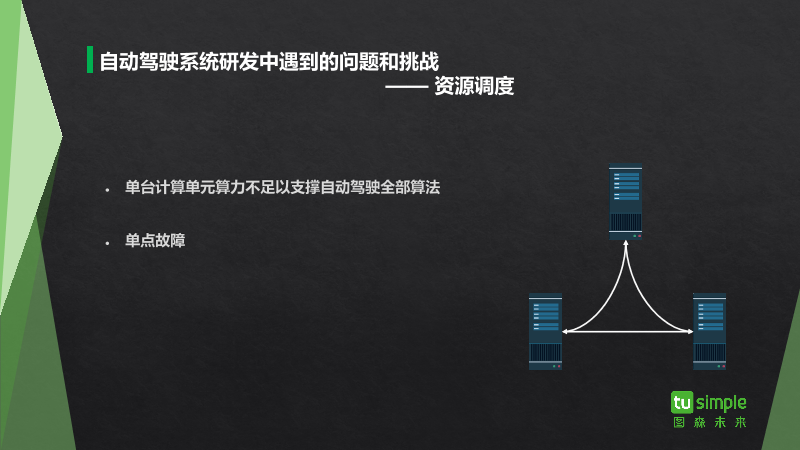 自动驾驶系统研发中遇到的问题和挑战
—— 资源调度
• 单台计算单元算力不足以支撑自动驾驶全部算法
• 单点故障
tu simple
图森未来